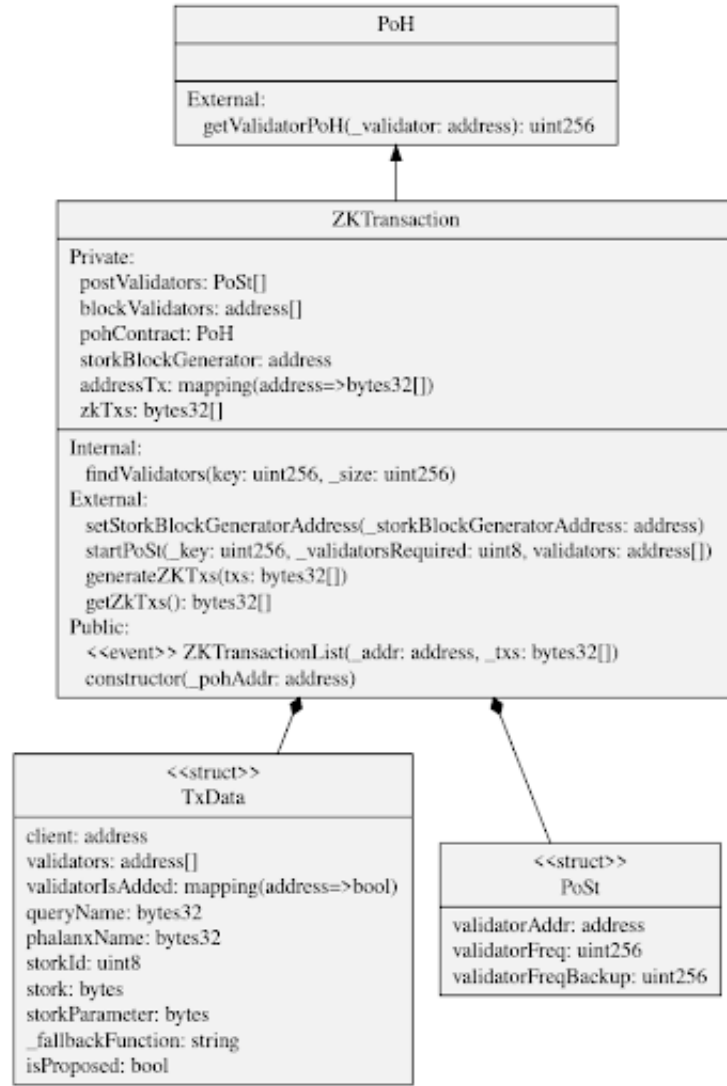 PoH
External:
getValidatorPoH(_validator: address): uint256
ZKTransaction
Private:
postValidators: PoSt[]
blockValidators: address[]
pohContract: PoH
storkBlockGenerator: address
addressTx: mapping(address=>bytes32[])
zkTxs: bytes32[]
Internal:
findValidators(key: uint256, _size: uint256)
External:
setStorkBlockGeneratorAddress(_storkBlockGeneratorAddress: address)
startPoSt(_key: uint256, _validatorsRequired: uint8, validators: address[])
generateZKTxs(txs: bytes32[])
getZkTxs(): bytes32[]
Public:
<<event>> ZKTransactionList(_addr: address, _txs: bytes32[])
constructor(_pohAddr: address)
<<struct>>
TxData
client: address
validators: address[]
validatorIsAdded: mapping(address=>bool)
queryName: bytes32
phalanxName: bytes32
storkId: uint8
stork: bytes
storkParameter: bytes
_fallbackFunction: string
isProposed: bool
<<struct>>
PoSt
validatorAddr: address
validatorFreq: uint256
validatorFreqBackup: uint256